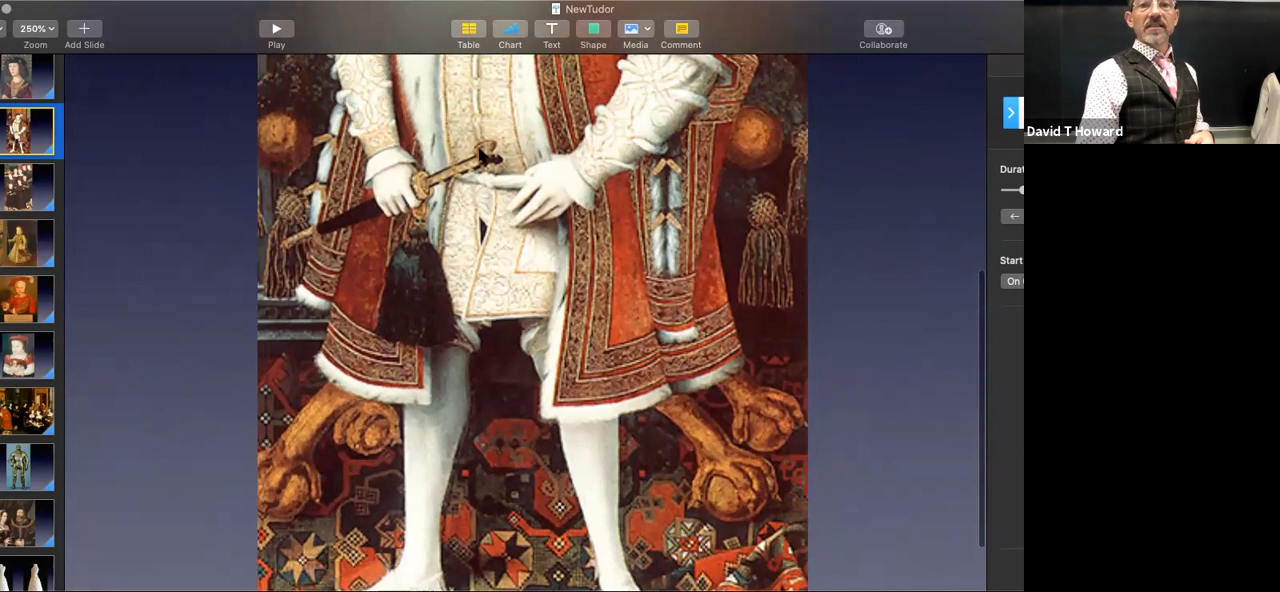 NewTudor
250%
Zoom
Add Slide
Play
Table
Chart
Text
Shape
Media
Comment
Collaborate
David T Howard
Durat
Start
On